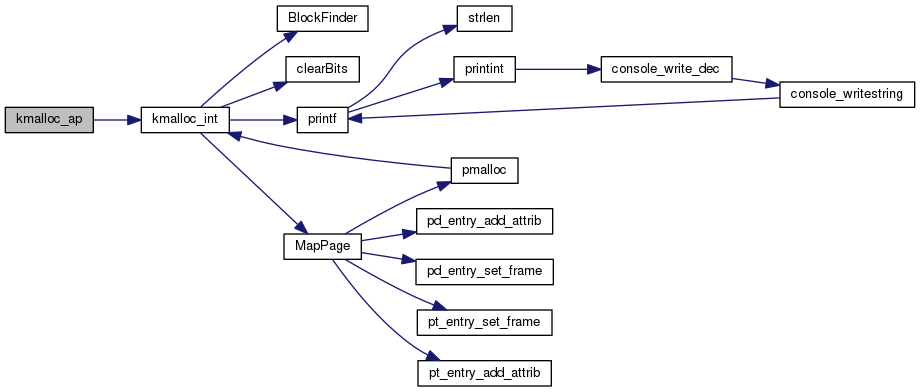 BlockFinder
strlen
clearBits
printint
console_write_dec
console_writestring
kmalloc_ap
kmalloc_int
printf
pmalloc
pd_entry_add_attrib
MapPage
pd_entry_set_frame
pt_entry_set_frame
pt_entry_add_attrib